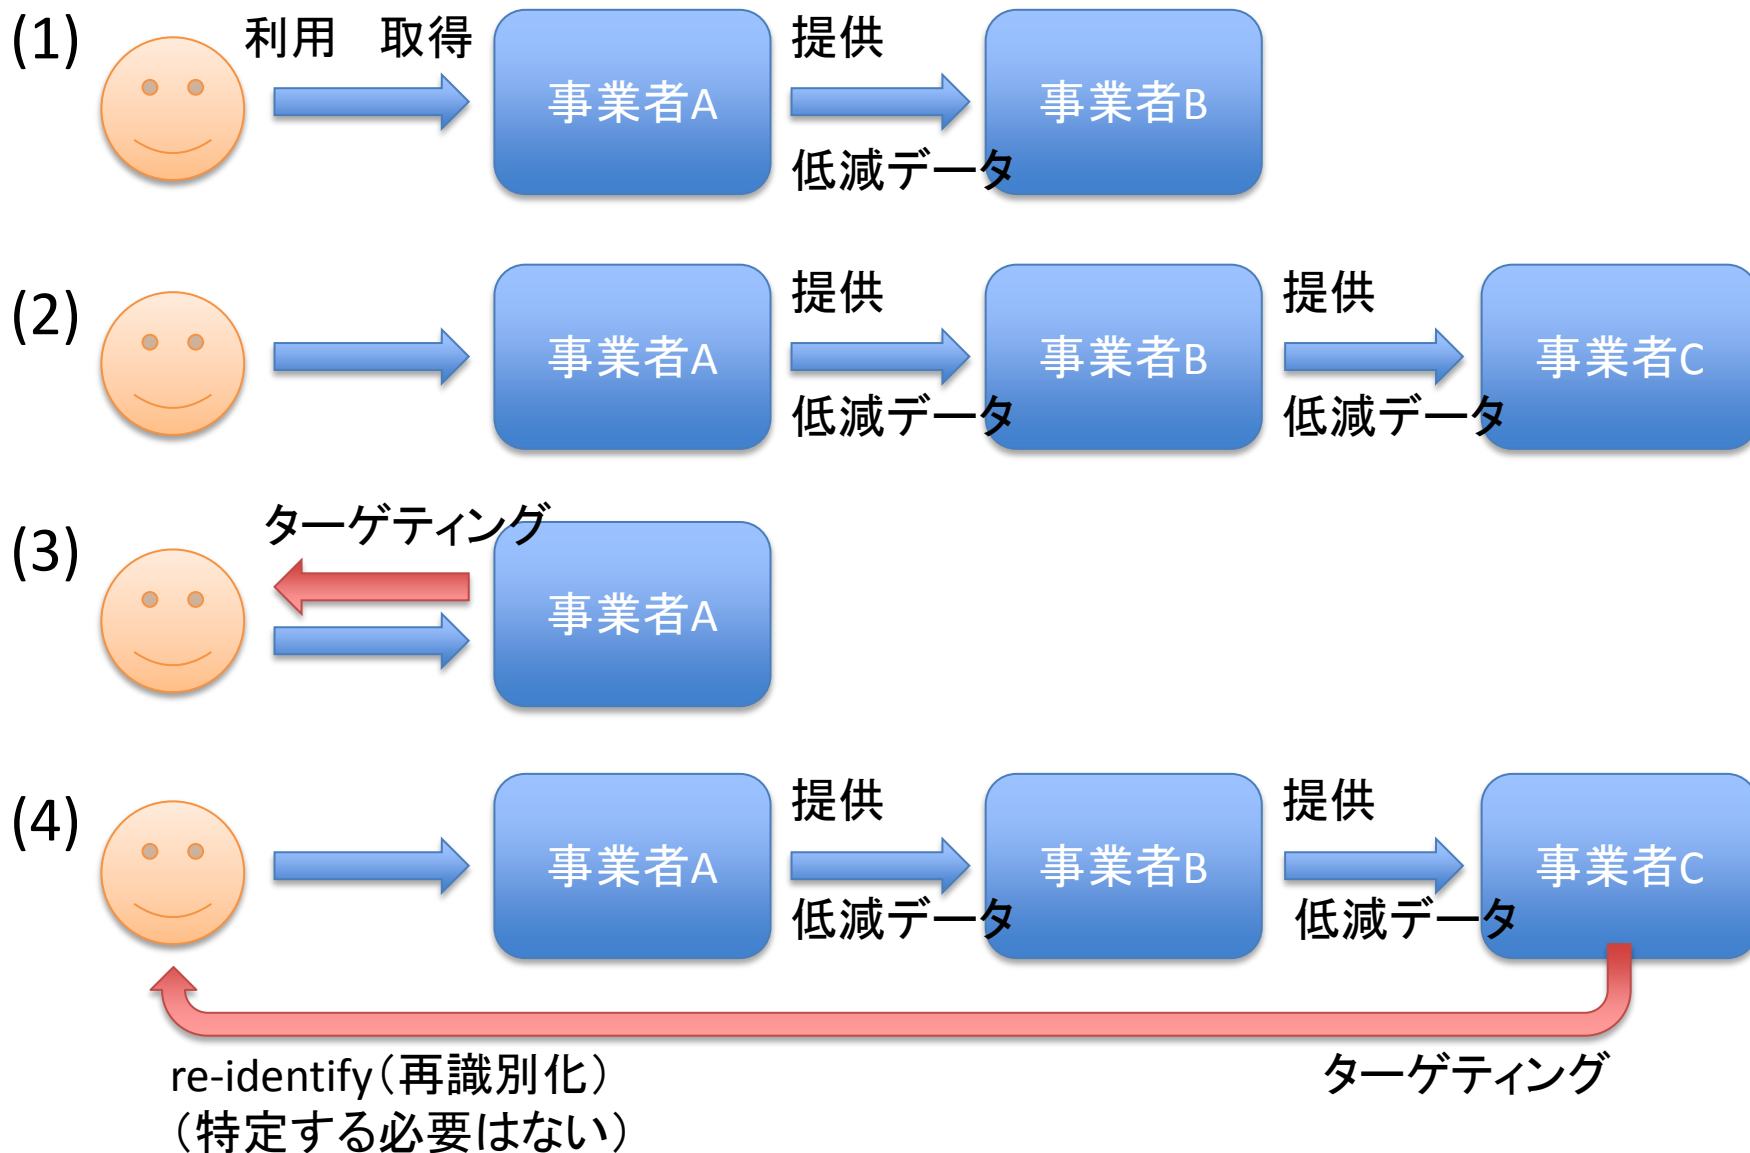 (1)
利用　取得
事業者A
提供
低減データ
事業者B
(2)
事業者A
提供
低減データ
事業者B
提供
低減データ
事業者C
(3)
ターゲティング
事業者A
(4)
事業者A
提供
低減データ
事業者B
提供
低減データ
事業者C
re-identify（再識別化）
（特定する必要はない）
ターゲティング